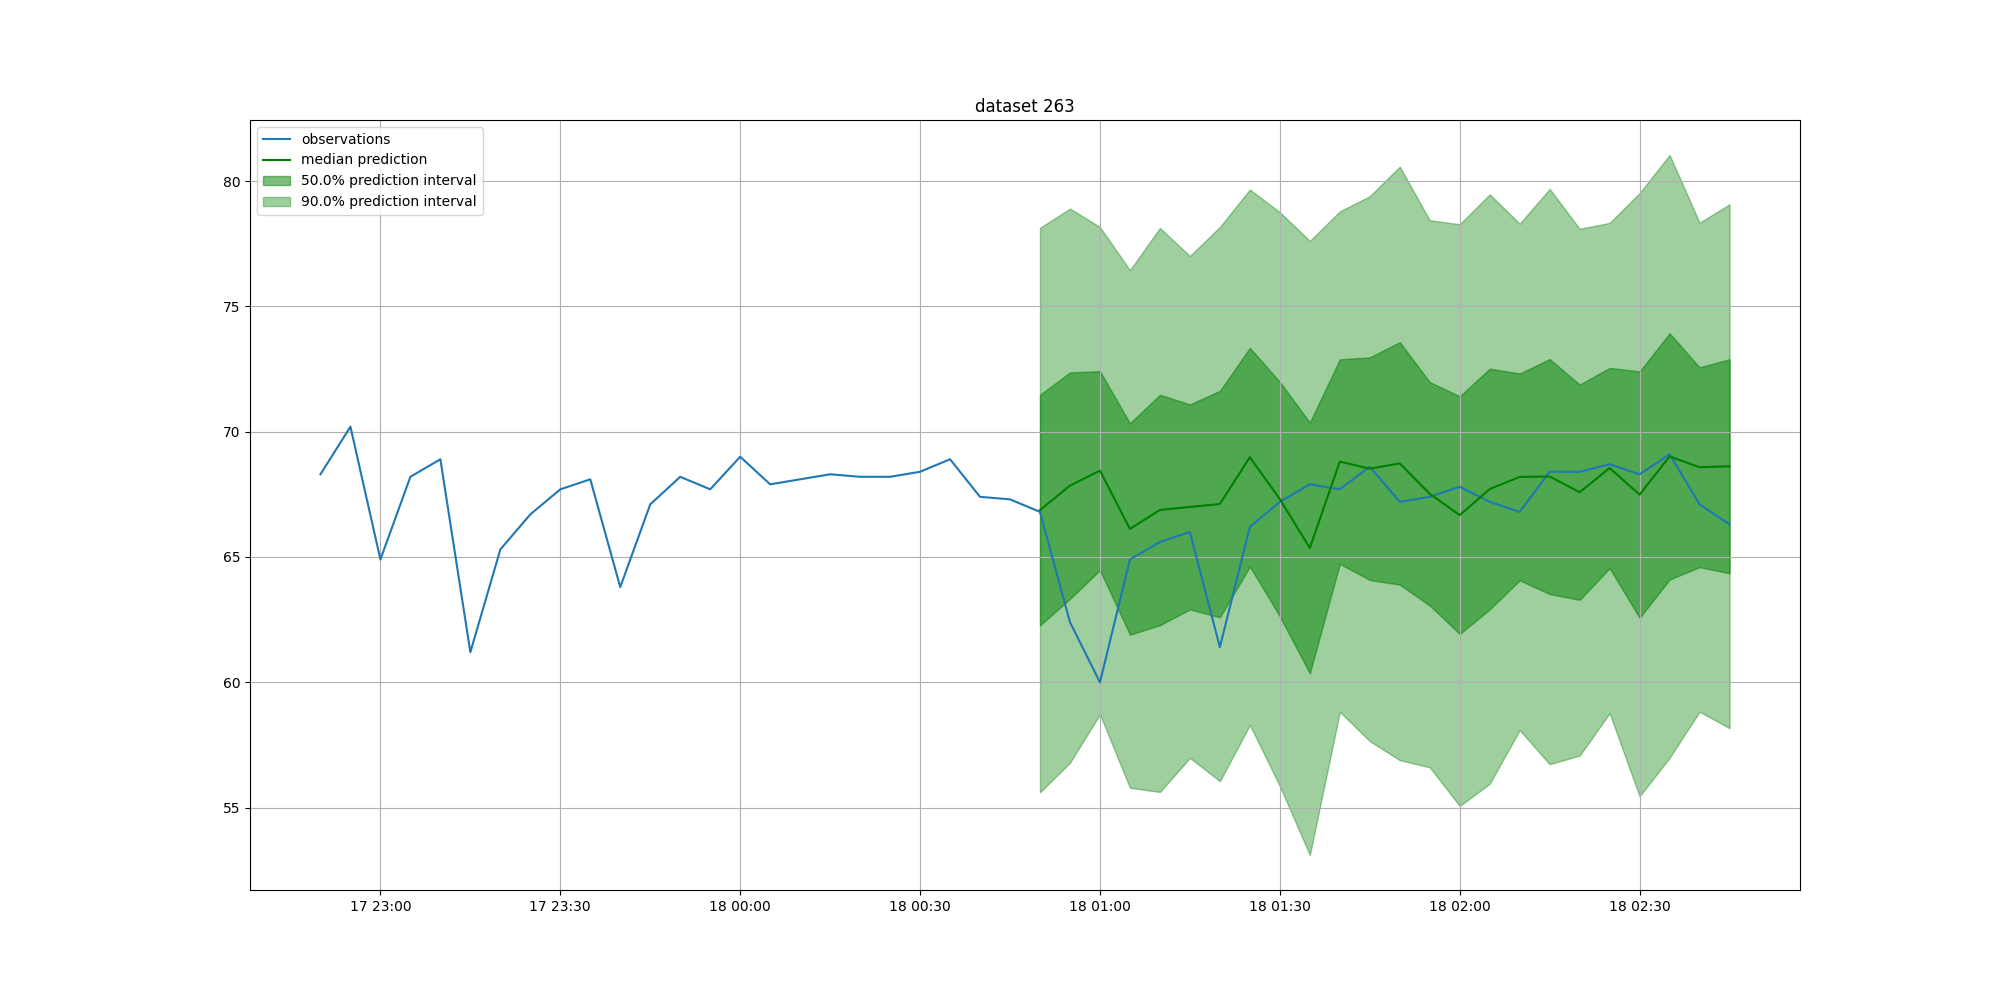 dataset 263
observations
median prediction
50.0% prediction interval
90.0% prediction interval
80
75
70
65
60
55
17 23:00
17 23:30
18 00:00
18 00:30
18 01:00
18 01:30
18 02:00
18 02:30